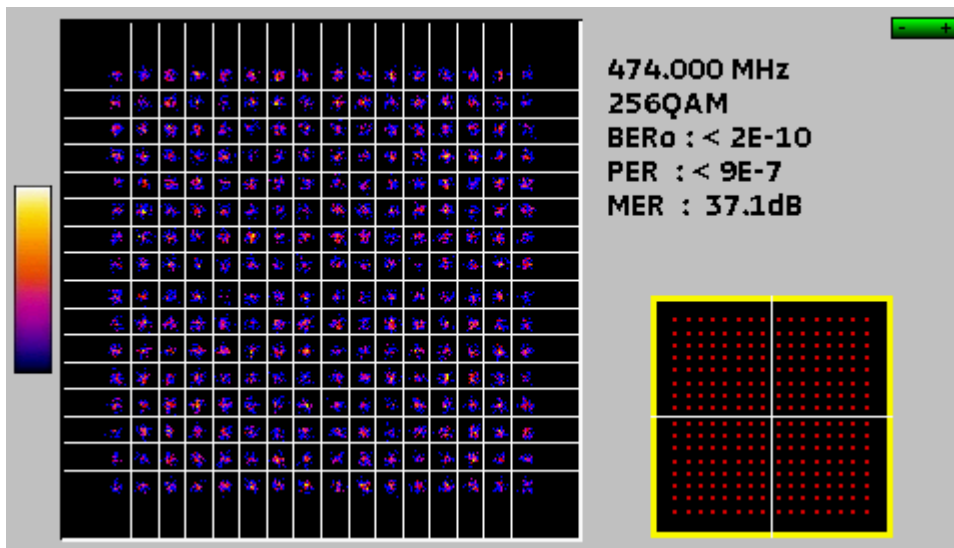 - +
474.000 MHz
256QAM
BERo : < 2E-10
PER : < 9E-7
MER : 37.1dB